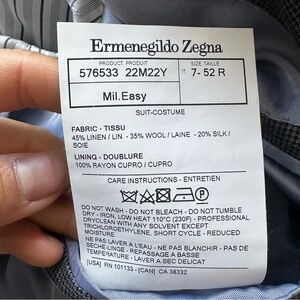 Ermenegildo Zegna
PRODUCT PRODUIT SIZE TAILLE
576533 22M22Y IT 7- 52 R
Mil.Easy
SUIT-COSTUME
FABRIC - TISSU
45% LINEN / LIN - 35% WOOL / LAINE - 20% SILK /
SOIE
LINING - DOUBLURE
100% RAYON CUPRO / CUPRO
CARE INSTRUCTIONS - ENTRETIEN
DO NOT WASH - DO NOT BLEACH - DO NOT TUMBLE
DRY - IRON, LOW HEAT 110°C (230F) - PROFESSIONAL
DRYCLEAN WITH ANY SOLVENT EXCEPT
TRICHLOROETHYLENE, SHORT CYCLE - REDUCED
MOISTURE
NE PAS LAVER À L'EAU - NE PAS BLANCHIR - PAS DE
SECHE-LINGE - REPASSAGE A BASSE
TEMPERATURE - LAVER A SEC DELICAT
[USA] RN 101133 - [CAN] CA 38332